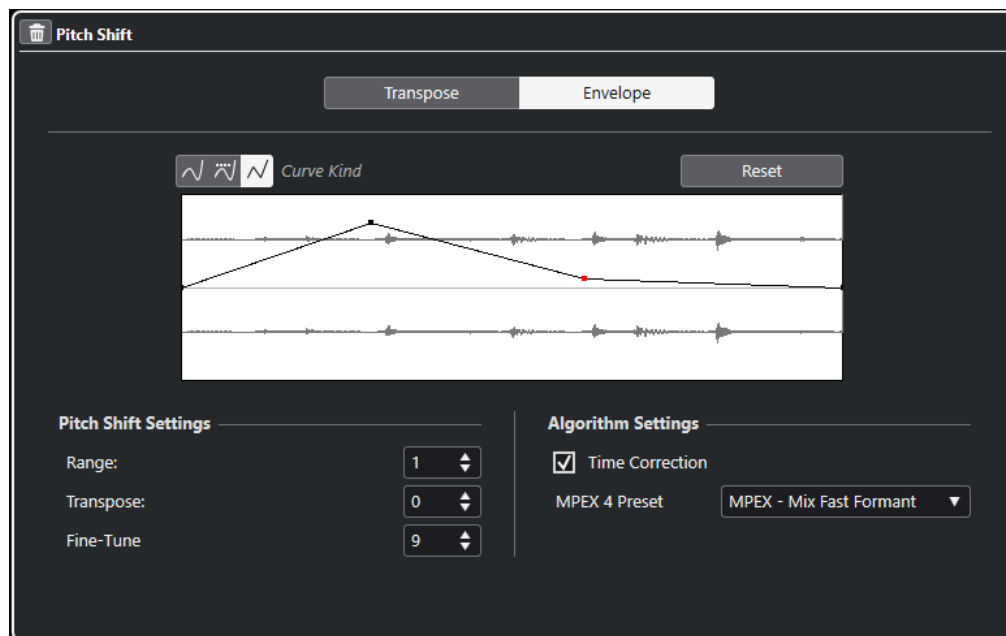 Pitch Shift
Transpose Envelope
Curve Kind Reset
Pitch Shift Settings
Range: 1
Transpose: 0
Fine-Tune 9
Algorithm Settings
Time Correction
MPEX 4 Preset MPEX - Mix Fast Formant